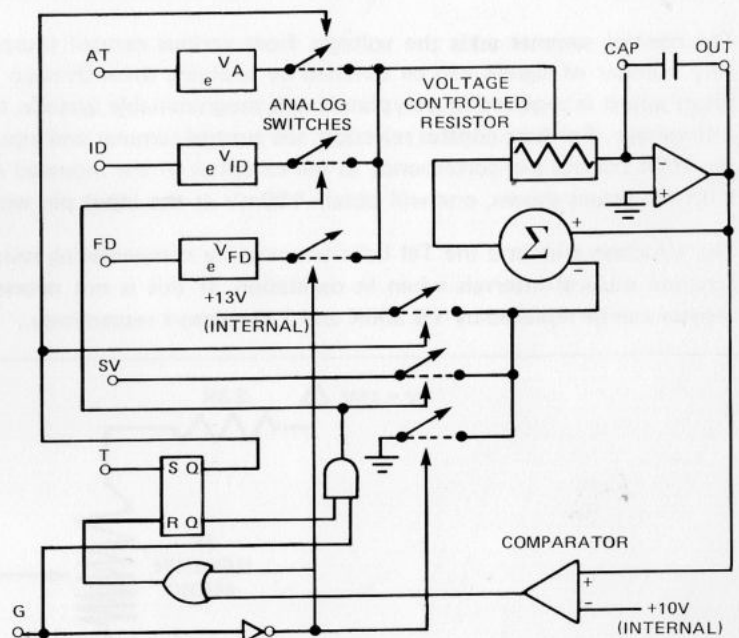 AT
e VA
ANALOG
SWITCHES
CAP
OUT
VOLTAGE
CONTROLLED
RESISTOR
ID
e VID
+
Σ
+
−
FD
e VFD
+13V
(INTERNAL)
SV
T
S Q
R Q
COMPARATOR
+
−
+10V
(INTERNAL)
G